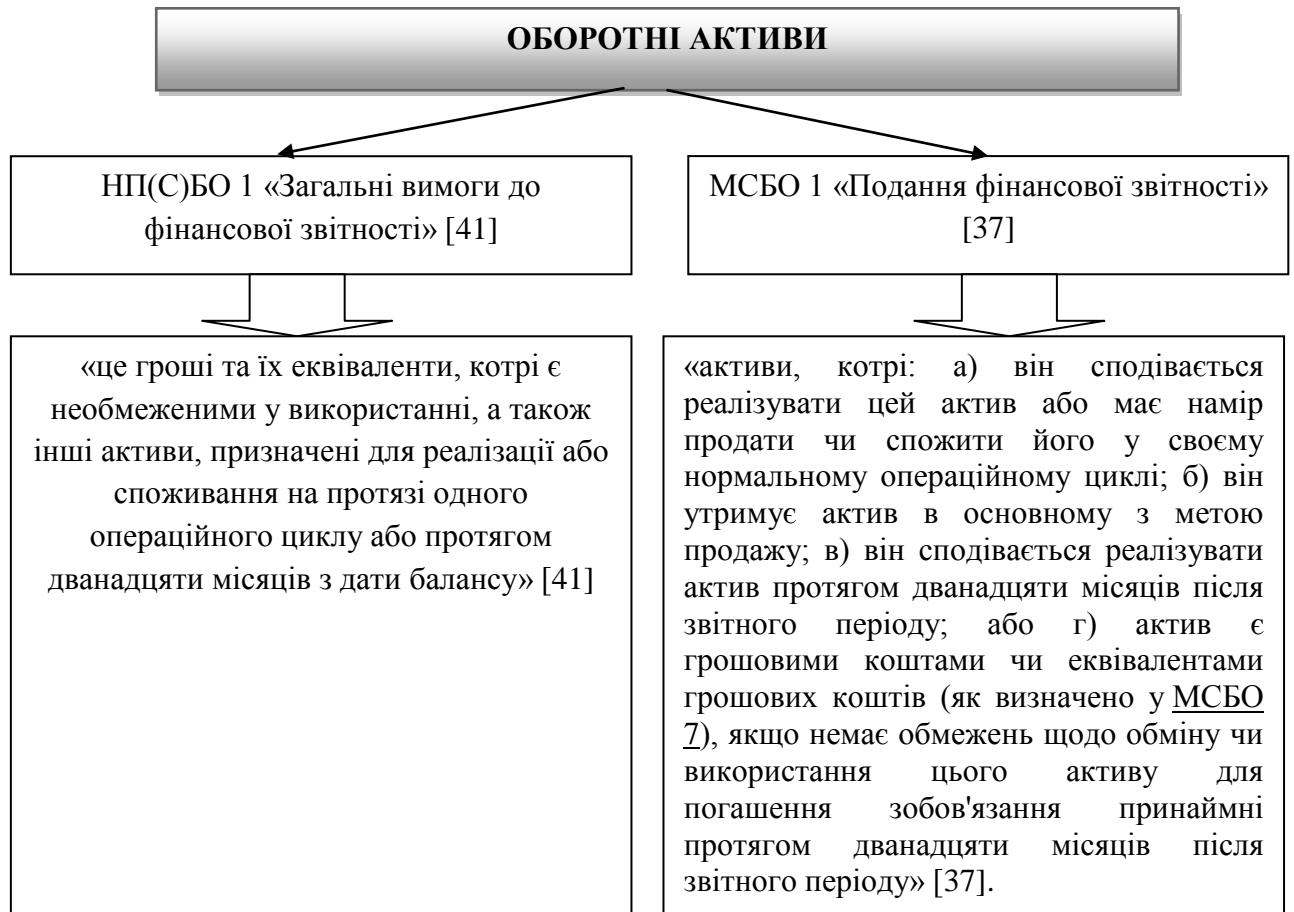 ОБОРОТНІ АКТИВИ
НП(С)БО 1 «Загальні вимоги до
фінансової звітності» [41]
МСБО 1 «Подання фінансової звітності»
[37]
«це гроші та їх еквіваленти, котрі є
необмеженими у використанні, а також
інші активи, призначені для реалізації або
споживання на протязі одного
операційного циклу або протягом
дванадцяти місяців з дати балансу» [41]
«активи, котрі: а) він сподівається
реалізувати цей актив або має намір
продати чи спожити його у своєму
нормальному операційному циклі; б) він
утримує актив в основному з метою
продажу; в) він сподівається реалізувати
актив протягом дванадцяти місяців після
звітного періоду; або г) актив є
грошовими коштами чи еквівалентами
грошових коштів (як визначено у МСБО
7), якщо немає обмежень щодо обміну чи
використання цього активу для
погашення зобов'язання принаймні
протягом дванадцяти місяців після
звітного періоду» [37].